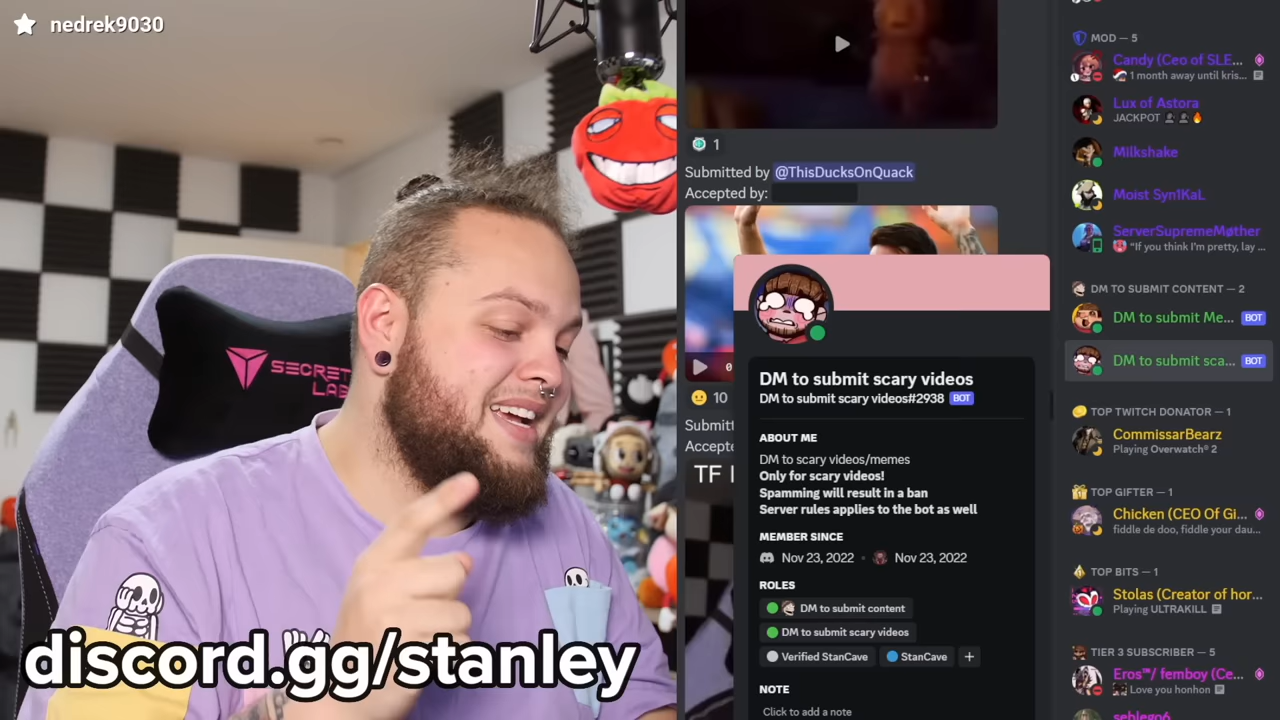 nedrek9030
SECRET
LAB
discord.gg/stanley
1
Submitted by @ThisDucksOnQuack
Accepted by:
10
Submitt
Accepte
TF
DM to submit scary videos
DM to submit scary videos#2938 BOT
ABOUT ME
DM to scary videos/memes
Only for scary videos!
Spamming will result in a ban
Server rules applies to the bot as well
MEMBER SINCE
Nov 23, 2022 • Nov 23, 2022
ROLES
DM to submit content
DM to submit scary videos
Verified StanCave
StanCave
+
NOTE
Click to add a note
MOD — 5
Candy (Ceo of SLE...
1 month away until kris...
Lux of Astora
JACKPOT
Milkshake
Moist Syn1KaL
ServerSupremeMøther
“If you think I'm pretty, lay ...
DM TO SUBMIT CONTENT — 2
DM to submit Me... BOT
DM to submit sca... BOT
TOP TWITCH DONATOR — 1
CommissarBearz
Playing Overwatch® 2
TOP GIFTER — 1
Chicken (CEO Of Gi...
fiddle de doo, fiddle your dau...
TOP BITS — 1
Stolas (Creator of hor...
Playing ULTRAKILL
TIER 3 SUBSCRIBER — 5
Eros™/ femboy (Ce...
Love you honhon
seblego6